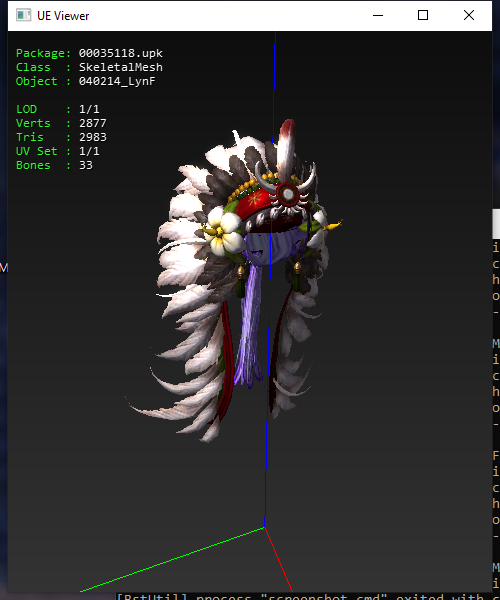 UE Viewer
Package: 00035118.upk
Class  : SkeletalMesh
Object : 040214_LynF
LOD    : 1/1
Verts  : 2877
Tris   : 2983
UV Set : 1/1
Bones  : 33
M
i
c
h
o
-
M
i
c
h
o
-
F
i
c
h
o
-
M
i
[BstUtil] process "screenshot.cmd" exited with c